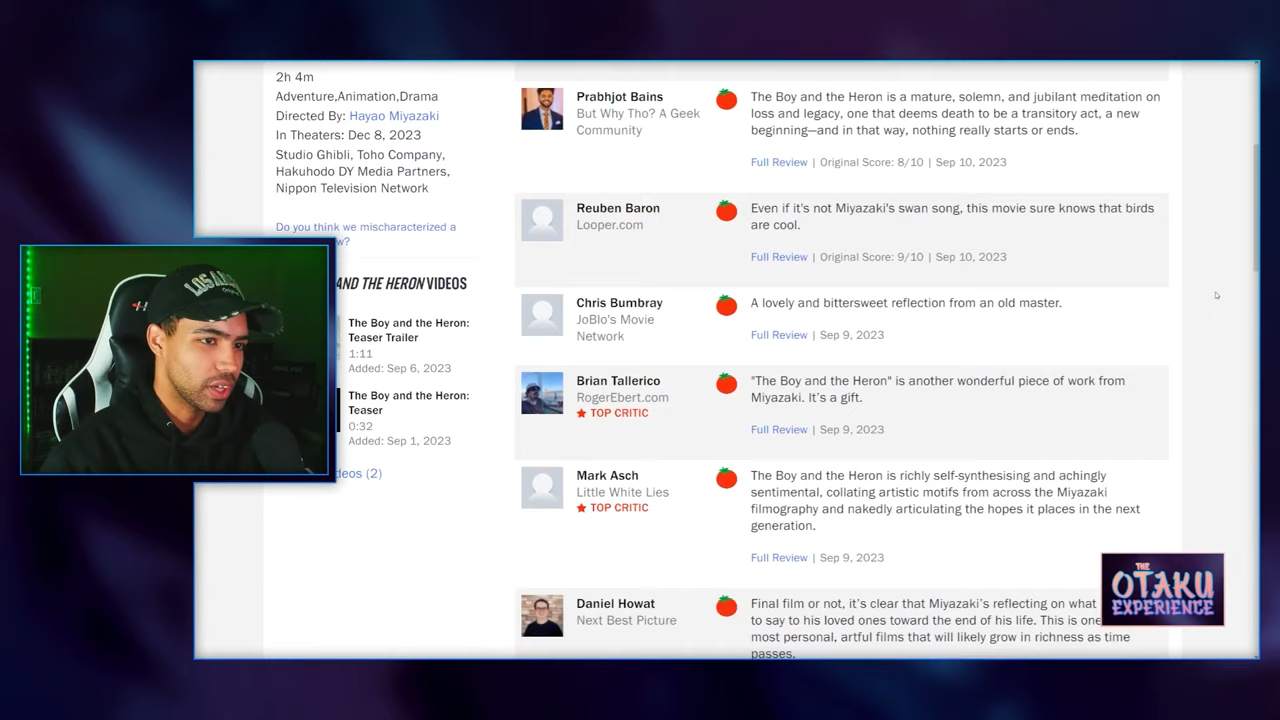 2h 4m
Adventure,Animation,Drama
Directed By: Hayao Miyazaki
In Theaters: Dec 8, 2023
Studio Ghibli, Toho Company,
Hakuhodo DY Media Partners,
Nippon Television Network
Do you think we mischaracterized a
w?
AND THE HERON VIDEOS
The Boy and the Heron:
Teaser Trailer
1:11
Added: Sep 6, 2023
The Boy and the Heron:
Teaser
0:32
Added: Sep 1, 2023
deos (2)
LOS AN
Prabhjot Bains
But Why Tho? A Geek
Community
The Boy and the Heron is a mature, solemn, and jubilant meditation on
loss and legacy, one that deems death to be a transitory act, a new
beginning—and in that way, nothing really starts or ends.
Full Review | Original Score: 8/10 | Sep 10, 2023
Reuben Baron
Looper.com
Even if it's not Miyazaki's swan song, this movie sure knows that birds
are cool.
Full Review | Original Score: 9/10 | Sep 10, 2023
Chris Bumbray
JoBlo's Movie
Network
A lovely and bittersweet reflection from an old master.
Full Review | Sep 9, 2023
Brian Tallerico
RogerEbert.com
TOP CRITIC
"The Boy and the Heron" is another wonderful piece of work from
Miyazaki. It's a gift.
Full Review | Sep 9, 2023
Mark Asch
Little White Lies
TOP CRITIC
The Boy and the Heron is richly self-synthesising and achingly
sentimental, collating artistic motifs from across the Miyazaki
filmography and nakedly articulating the hopes it places in the next
generation.
Full Review | Sep 9, 2023
Daniel Howat
Next Best Picture
Final film or not, it's clear that Miyazaki's reflecting on what
to say to his loved ones toward the end of his life. This is one
most personal, artful films that will likely grow in richness as time
passes.
THE
OTAKU
EXPERIENCE